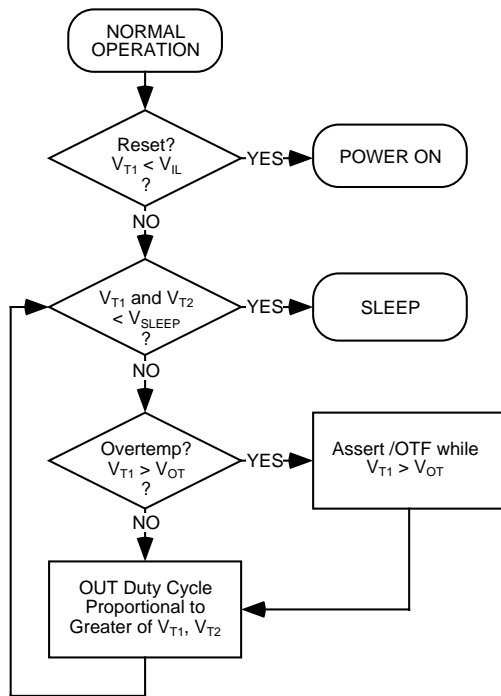 NORMAL
OPERATION
Reset?
V_T1 < V_IL
?
YES
POWER ON
NO
V_T1 and V_T2
< V_SLEEP
?
YES
SLEEP
NO
Overtemp?
V_T1 > V_OT
?
YES
Assert /OTF while
V_T1 > V_OT
NO
OUT Duty Cycle
Proportional to
Greater of V_T1, V_T2